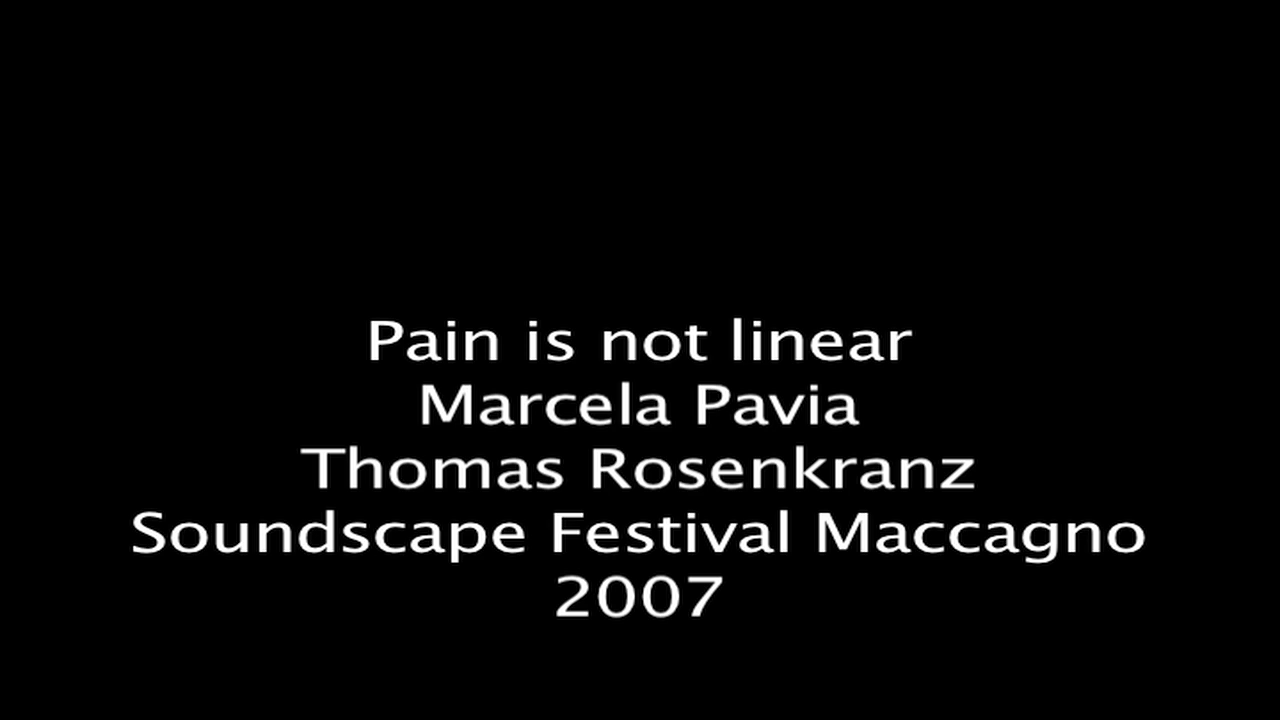 Pain is not linear
Marcela Pavia
Thomas Rosenkranz
Soundscape Festival Maccagno
2007